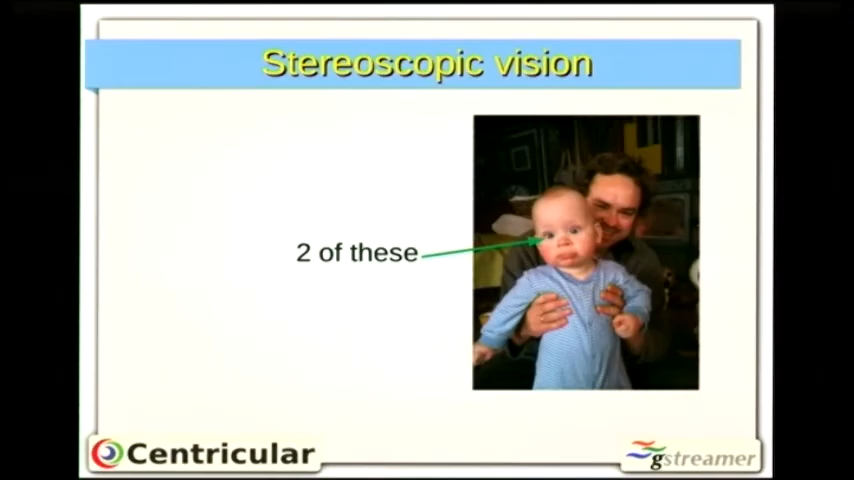 Stereoscopic vision
2 of these
Centricular
gstreamer